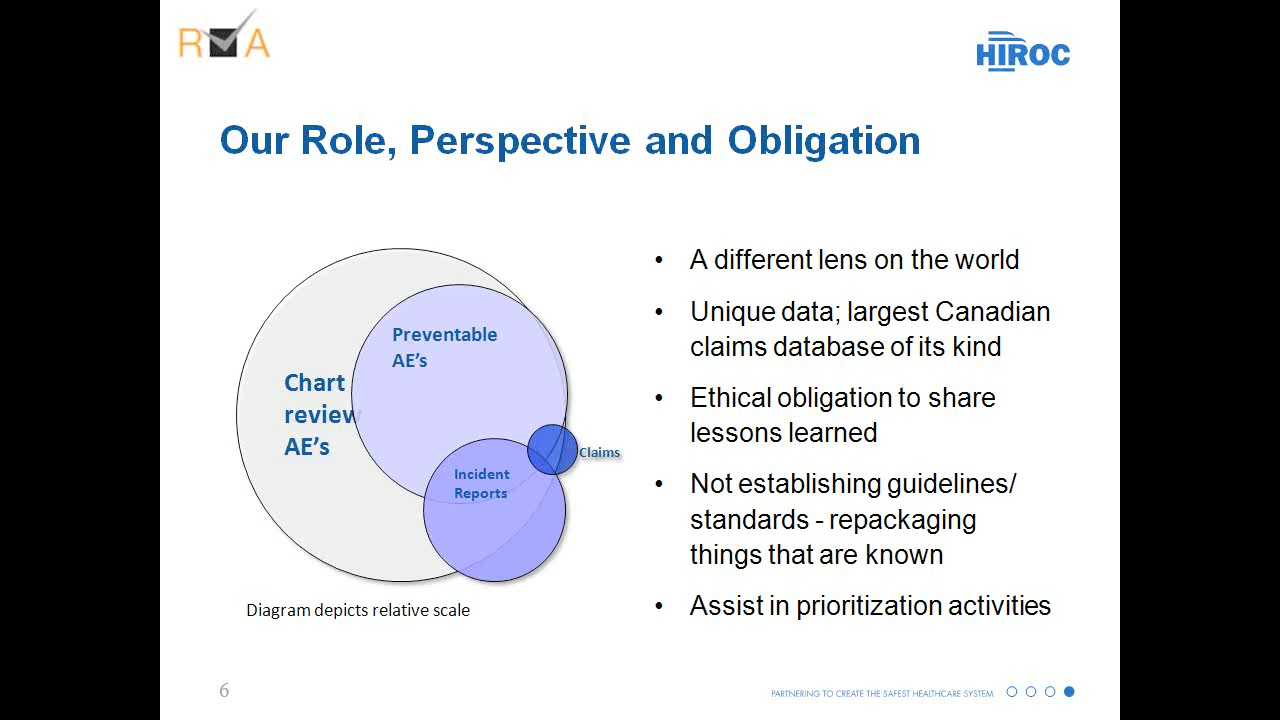 R A
HIROC
Our Role, Perspective and Obligation
Preventable
AE's
Chart
review
AE's
Incident
Reports
Claims
Diagram depicts relative scale
• A different lens on the world
• Unique data; largest Canadian
claims database of its kind
• Ethical obligation to share
lessons learned
• Not establishing guidelines/
standards - repackaging
things that are known
• Assist in prioritization activities
6
PARTNERING TO CREATE THE SAFEST HEALTHCARE SYSTEM